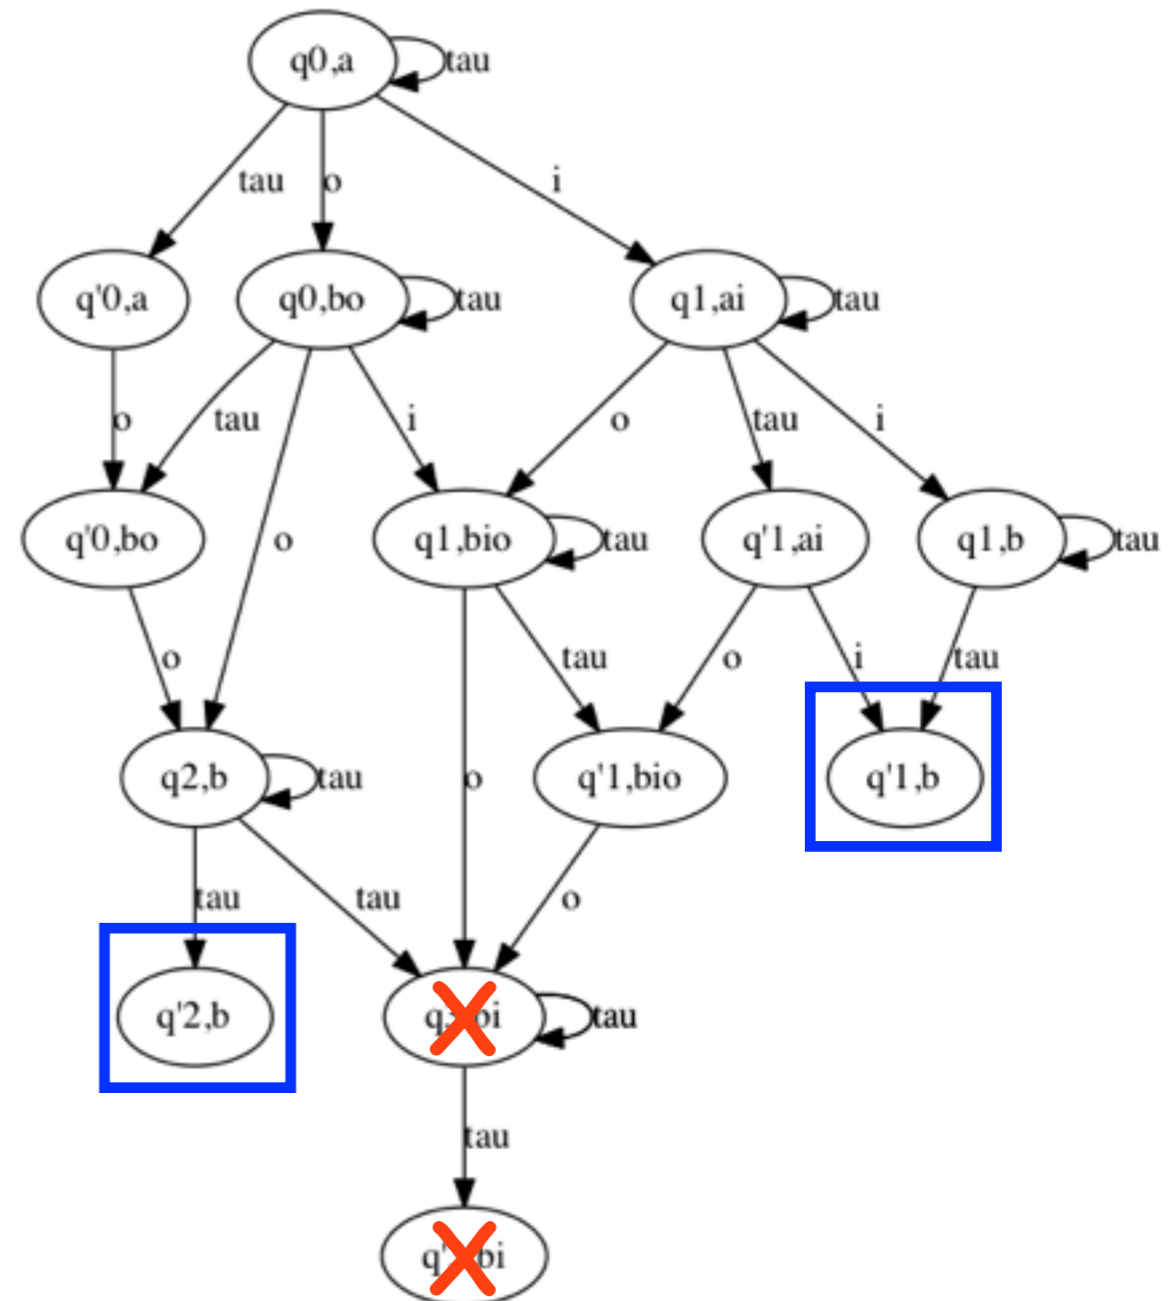 q0,a
tau
tau
o
i
q'0,a
q0,bo
tau
q1,ai
tau
o
tau
i
o
tau
i
q'0,bo
o
q1,bio
tau
q'1,ai
q1,b
tau
o
tau
o
i
tau
q2,b
tau
o
q'1,bio
q'1,b
tau
tau
o
q'2,b
tau
tau